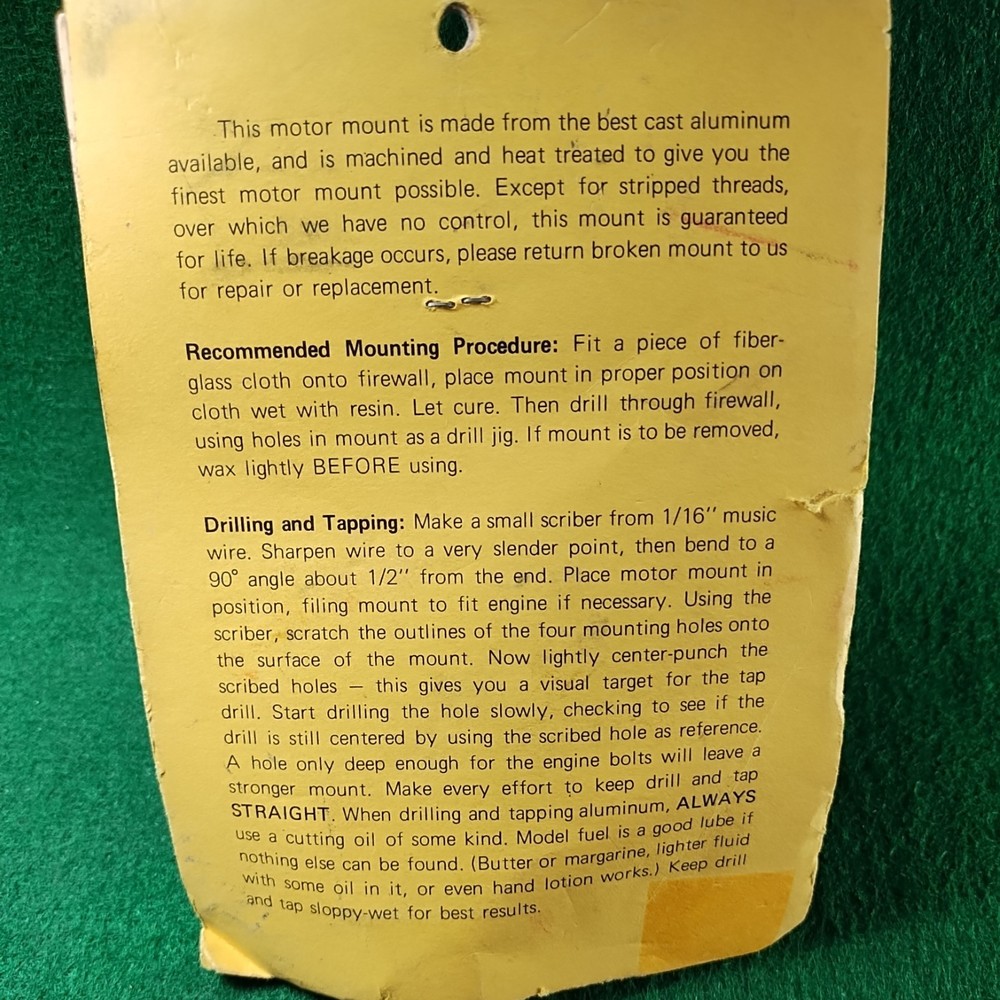 This motor mount is made from the best cast aluminum
available, and is machined and heat treated to give you the
finest motor mount possible. Except for stripped threads,
over which we have no control, this mount is guaranteed
for life. If breakage occurs, please return broken mount to us
for repair or replacement.
Recommended Mounting Procedure: Fit a piece of fiber-
glass cloth onto firewall, place mount in proper position on
cloth wet with resin. Let cure. Then drill through firewall,
using holes in mount as a drill jig. If mount is to be removed,
wax lightly BEFORE using.
Drilling and Tapping: Make a small scriber from 1/16" music
wire. Sharpen wire to a very slender point, then bend to a
90° angle about 1/2" from the end. Place motor mount in
position, filing mount to fit engine if necessary. Using the
scriber, scratch the outlines of the four mounting holes onto
the surface of the mount. Now lightly center-punch the
scribed holes — this gives you a visual target for the tap
drill. Start drilling the hole slowly, checking to see if the
drill is still centered by using the scribed hole as reference.
A hole only deep enough for the engine bolts will leave a
stronger mount. Make every effort to keep drill and tap
STRAIGHT. When drilling and tapping aluminum, ALWAYS
use a cutting oil of some kind. Model fuel is a good lube if
nothing else can be found. (Butter or margarine, lighter fluid
with some oil in it, or even hand lotion works.) Keep drill
and tap sloppy-wet for best results.